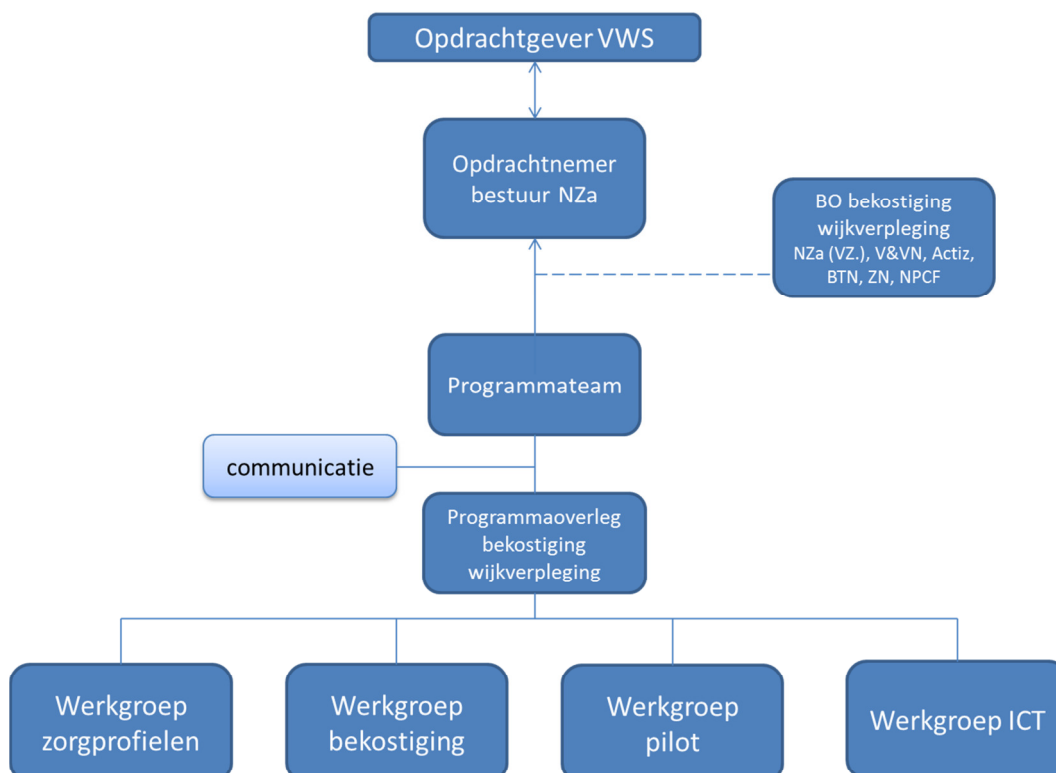 Opdrachtgever VWS
Opdrachtnemer
bestuur NZa
BO bekostiging
wijkverpleging
NZa (VZ.), V&VN, Actiz,
BTN, ZN, NPCF
Programmateam
communicatie
Programmaoverleg
bekostiging
wijkverpleging
Werkgroep
zorgprofielen
Werkgroep
bekostiging
Werkgroep
pilot
Werkgroep ICT